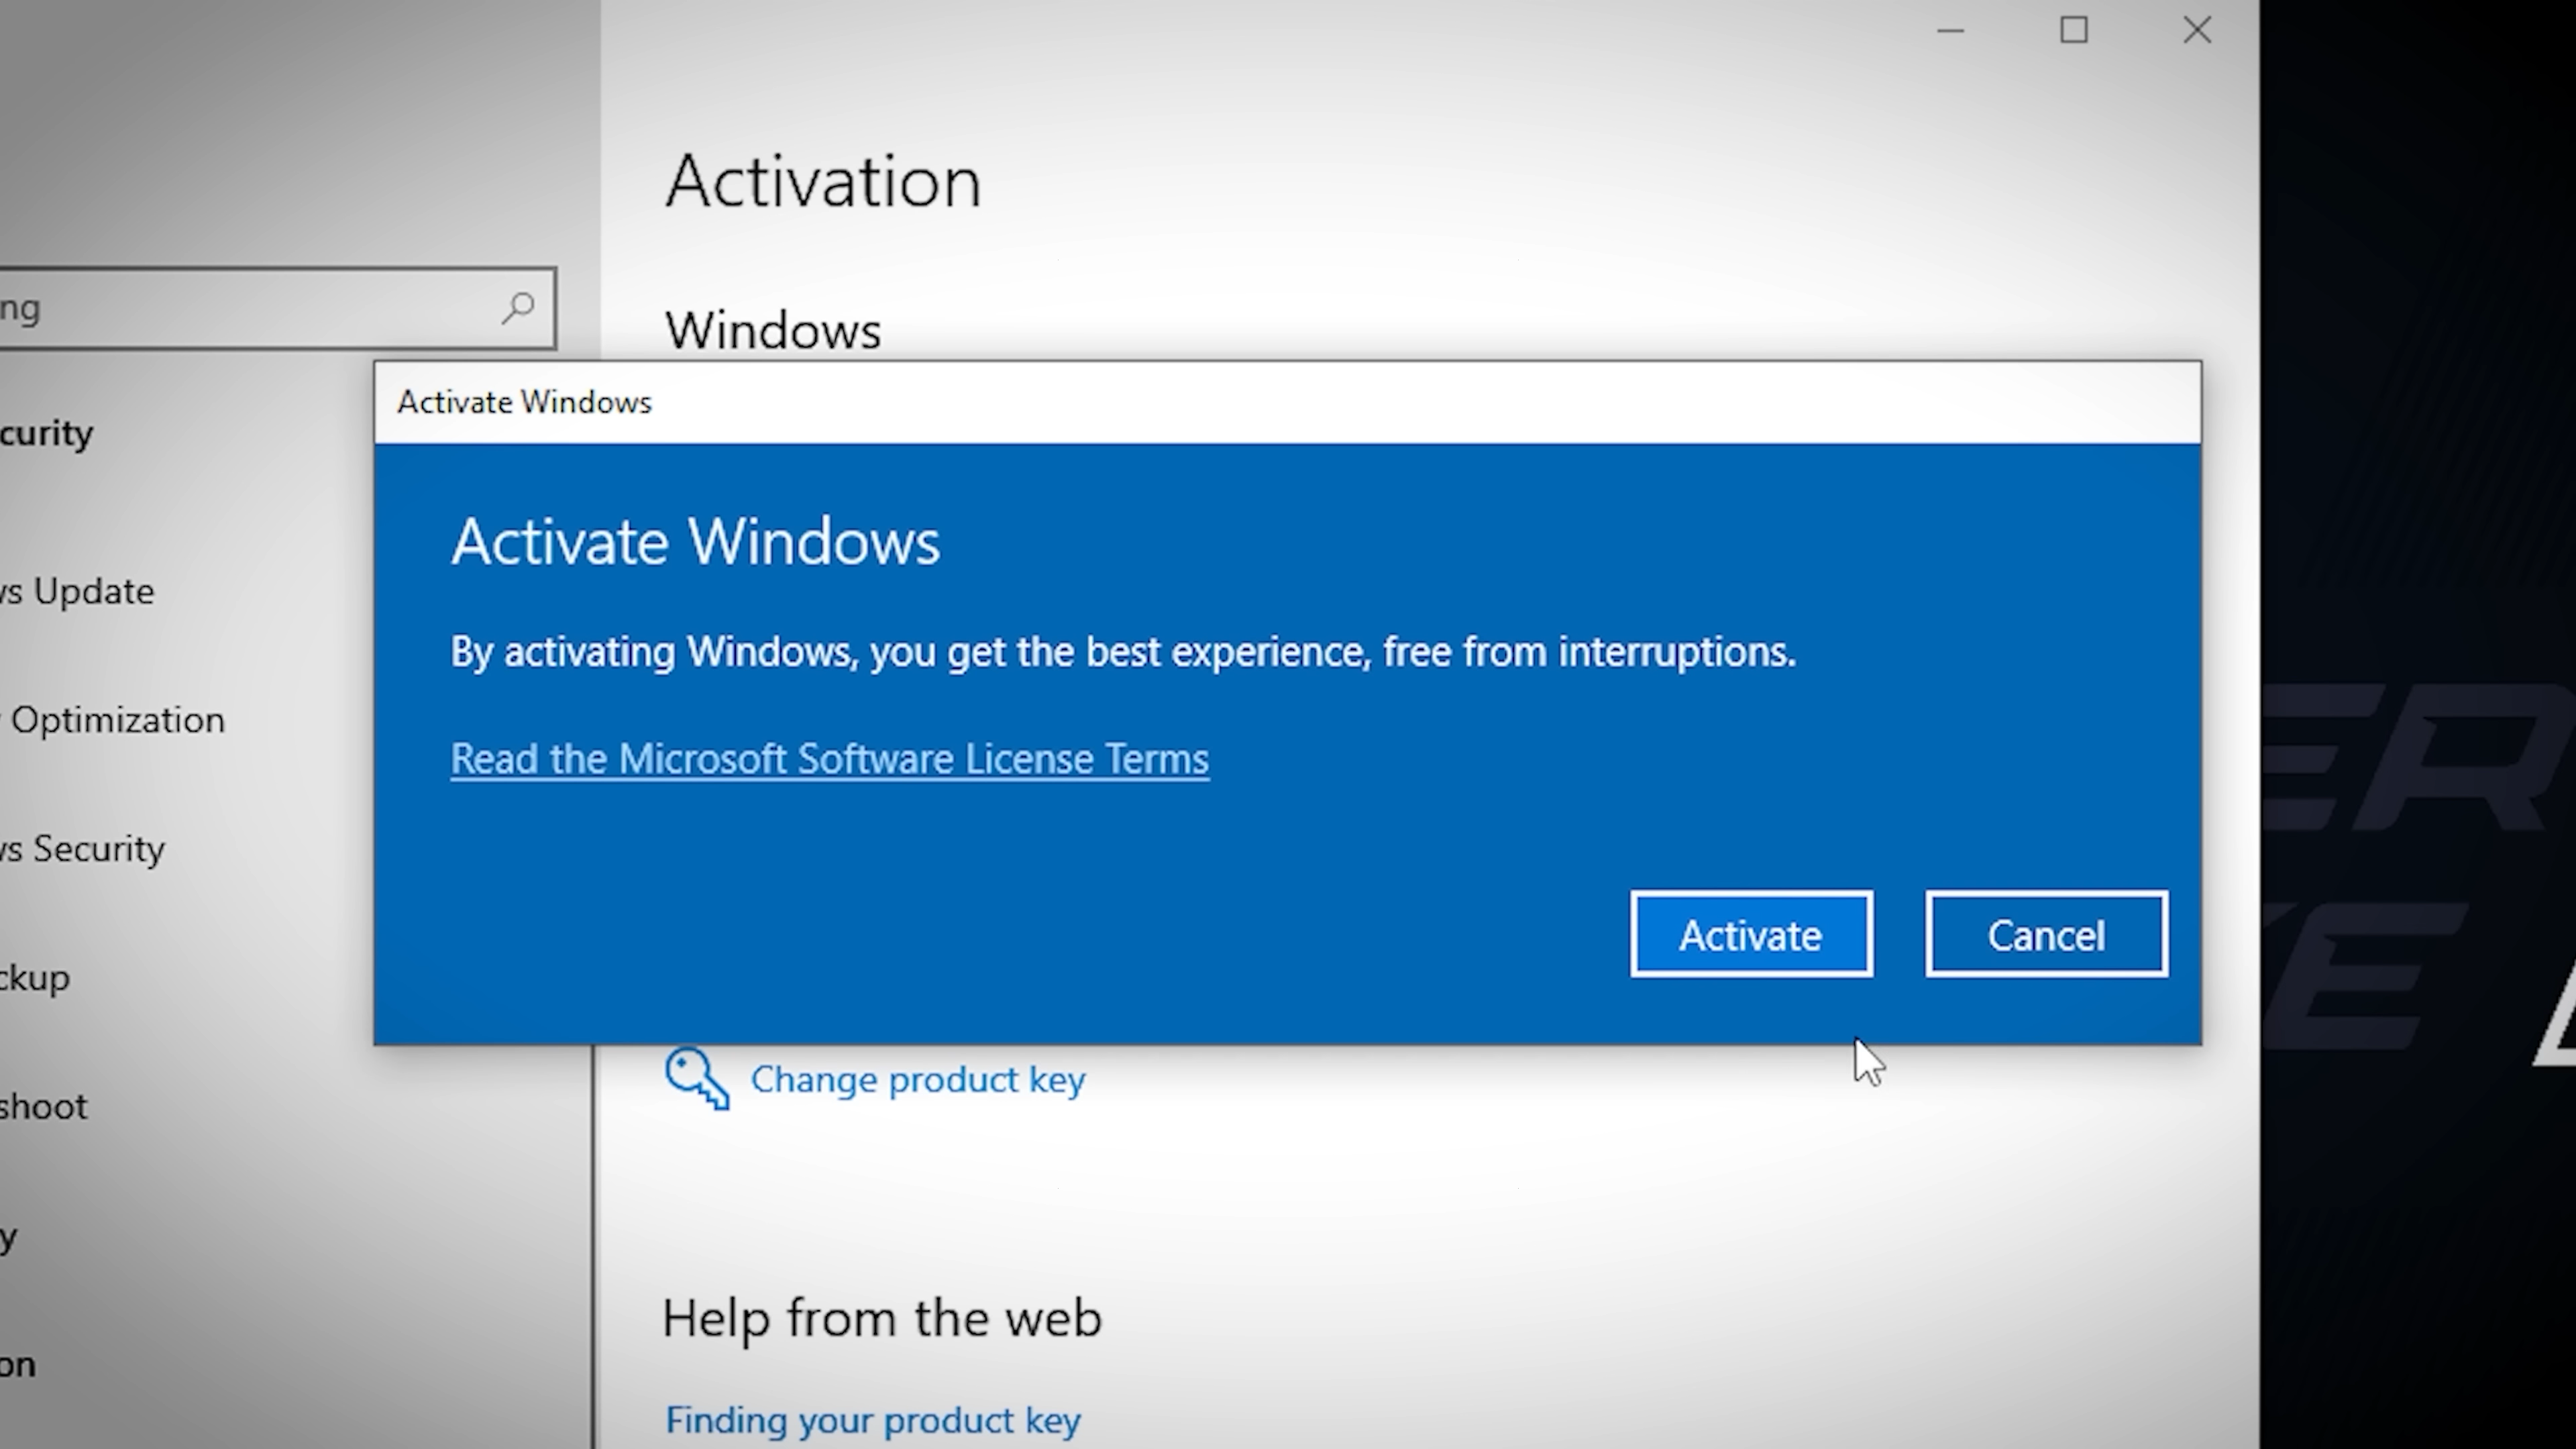 Activation
Windows
ng
curity
ws Update
Optimization
ws Security
ckup
shoot
y
on
Activate Windows
Activate Windows
By activating Windows, you get the best experience, free from interruptions.
Read the Microsoft Software License Terms
Activate
Cancel
Change product key
Help from the web
Finding your product key
ER
E